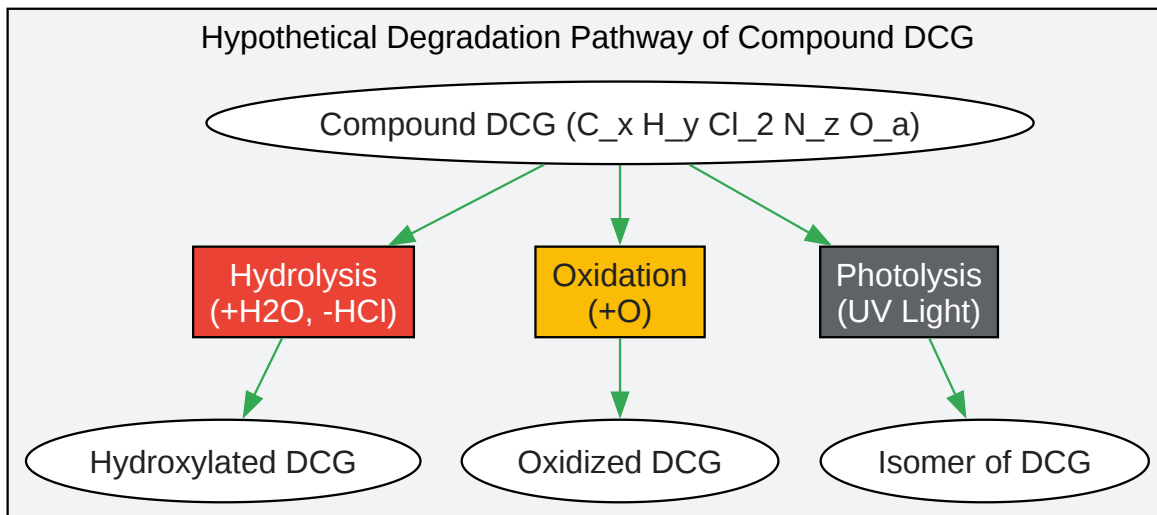 Hypothetical Degradation Pathway of Compound DCG
Compound DCG (C_x H_y Cl_2 N_z O_a)
Hydrolysis
(+H2O, -HCl)
Oxidation
(+O)
Photolysis
(UV Light)
Hydroxylated DCG
Oxidized DCG
Isomer of DCG